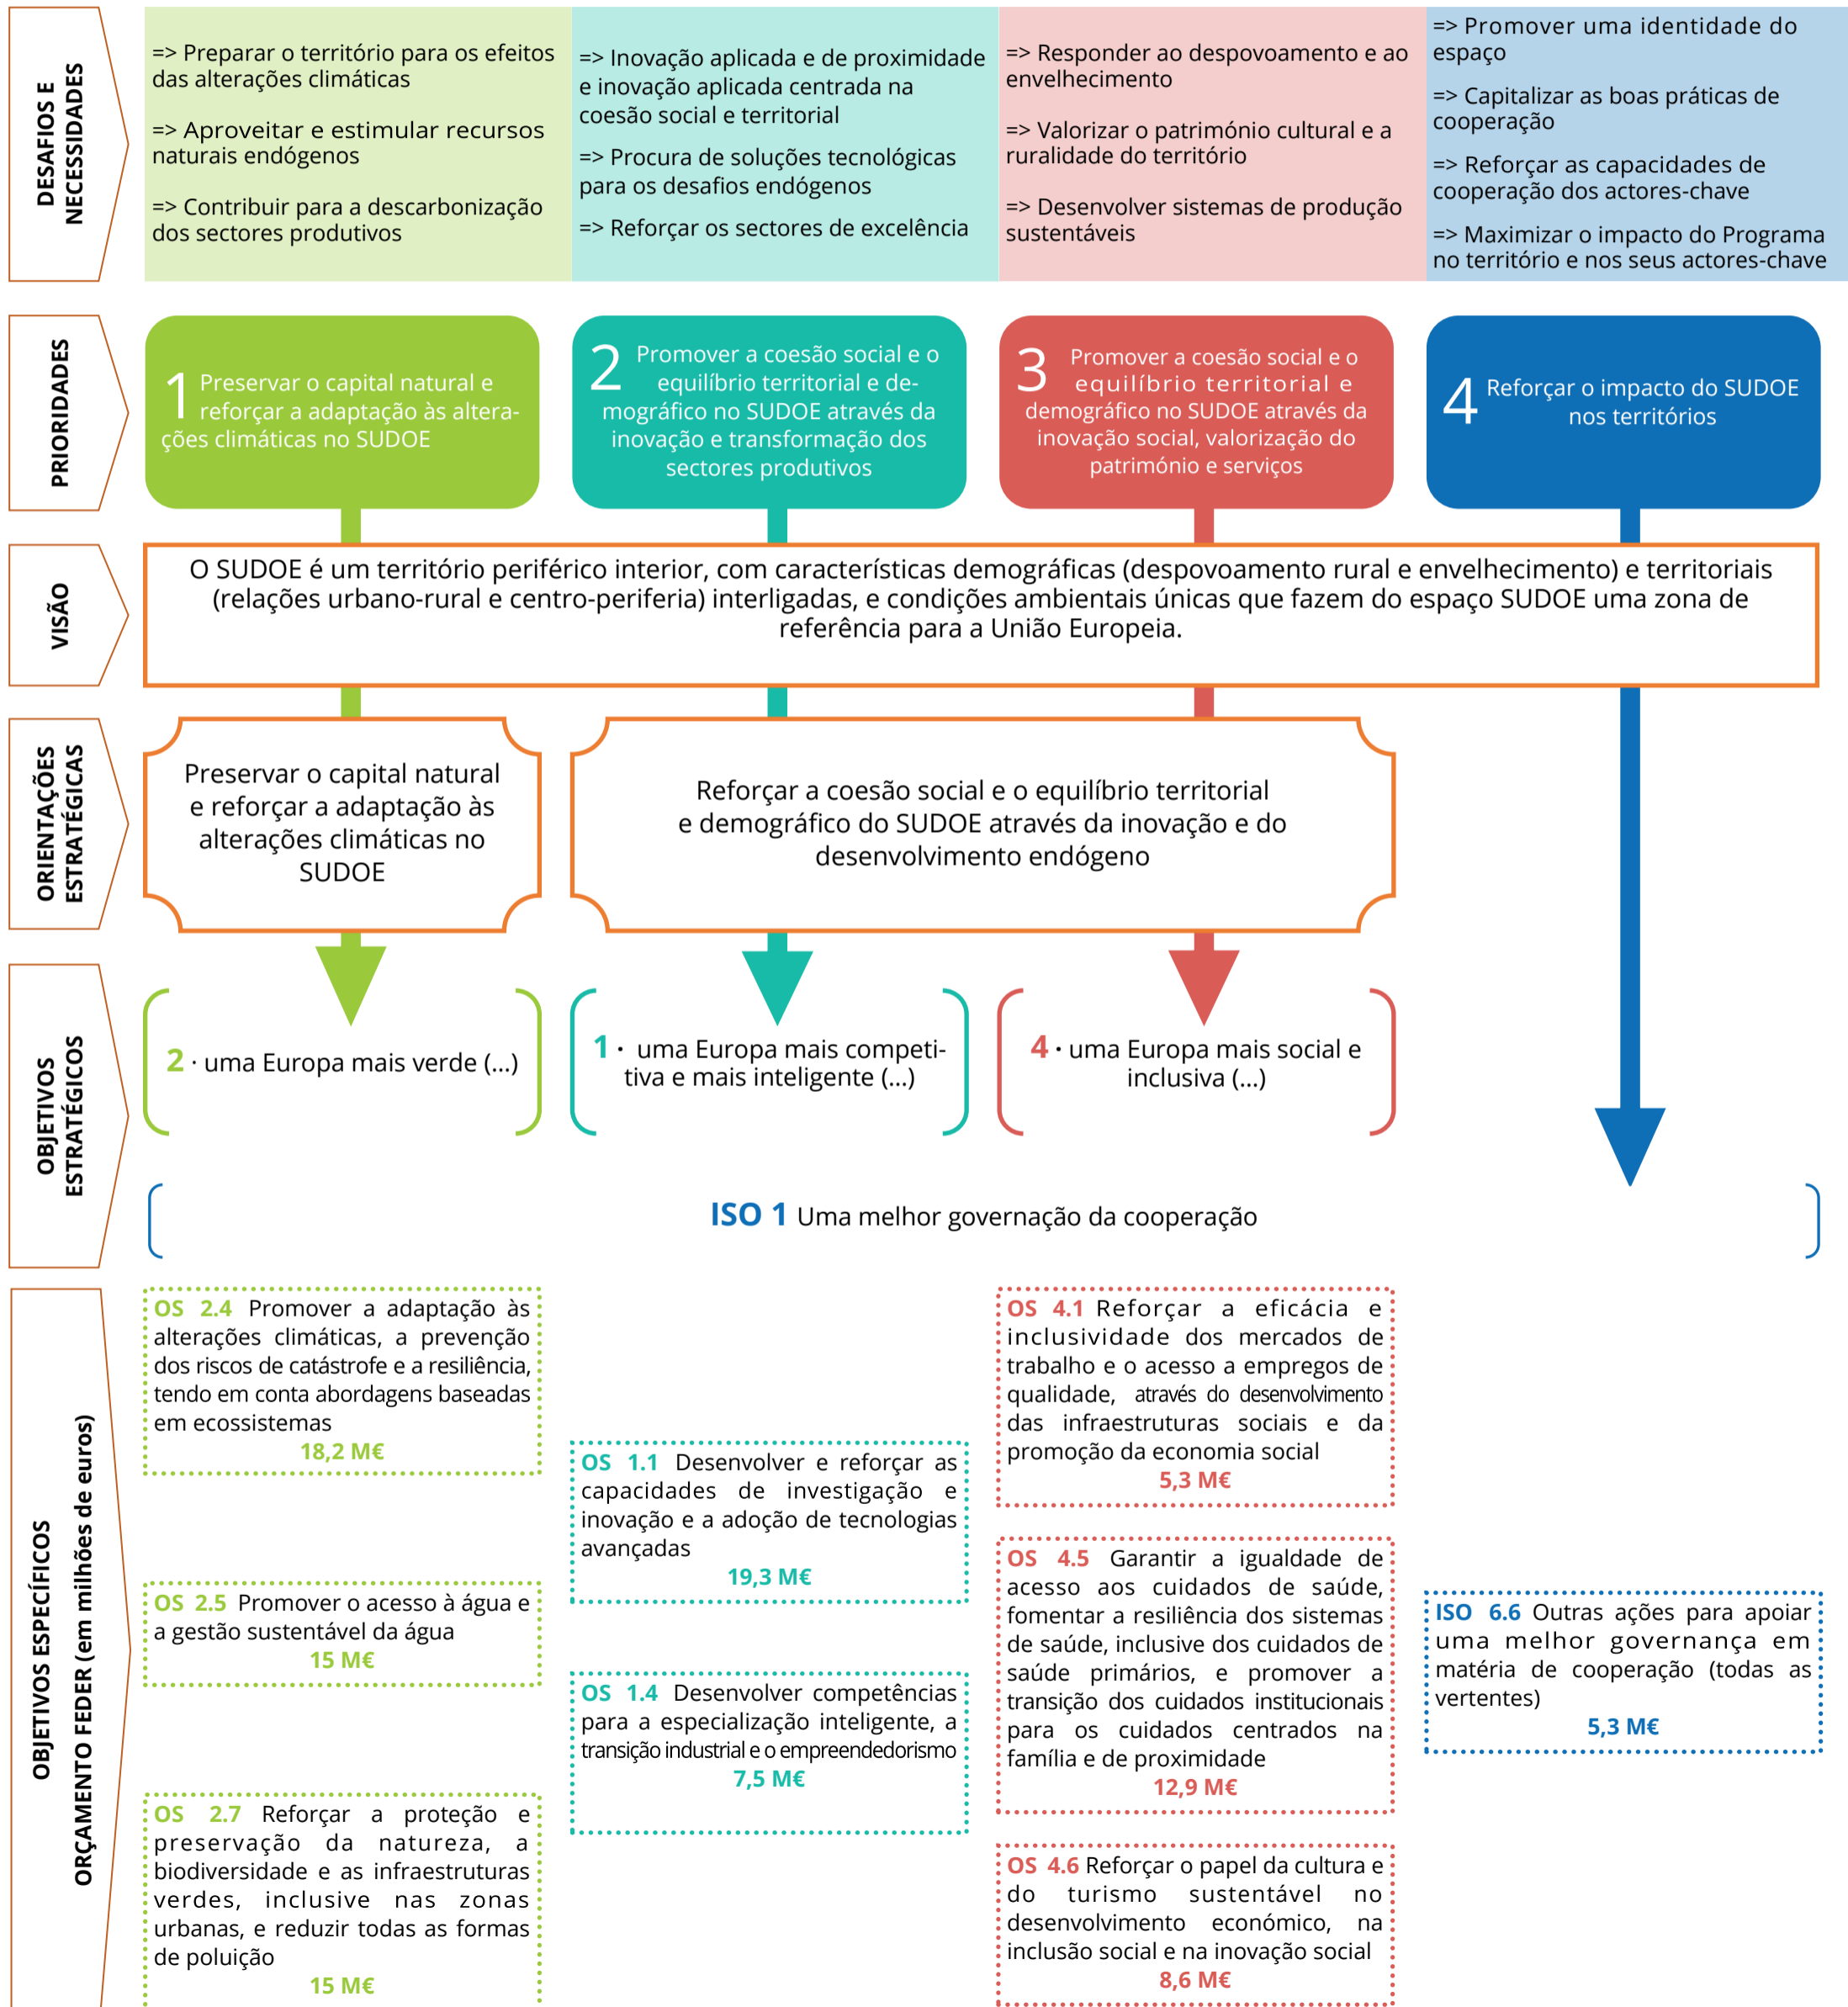 DESAFIOS E
NECESSIDADES
=> Preparar o território para os efeitos
das alterações climáticas
=> Aproveitar e estimular recursos
naturais endógenos
=> Contribuir para a descarbonização
dos sectores produtivos
=> Inovação aplicada e de proximidade
e inovação aplicada centrada na
coesão social e territorial
=> Procura de soluções tecnológicas
para os desafios endógenos
=> Reforçar os sectores de excelência
=> Responder ao despovoamento e ao
envelhecimento
=> Valorizar o património cultural e a
ruralidade do território
=> Desenvolver sistemas de produção
sustentáveis
=> Promover uma identidade do
espaço
=> Capitalizar as boas práticas de
cooperação
=> Reforçar as capacidades de
cooperação dos actores-chave
=> Maximizar o impacto do Programa
no território e nos seus actores-chave
PRIORIDADES
1 Preservar o capital natural e
reforçar a adaptação às altera-
ções climáticas no SUDOE
2 Promover a coesão social e o
equilíbrio territorial e de-
mográfico no SUDOE através da
inovação e transformação dos
sectores produtivos
3 Promover a coesão social e o
equilíbrio territorial e
demográfico no SUDOE através da
inovação social, valorização do
património e serviços
4 Reforçar o impacto do SUDOE
nos territórios
VISÃO
O SUDOE é um território periférico interior, com características demográficas (despovoamento rural e envelhecimento) e territoriais
(relações urbano-rural e centro-periferia) interligadas, e condições ambientais únicas que fazem do espaço SUDOE uma zona de
referência para a União Europeia.
ORIENTAÇÕES
ESTRATÉGICAS
Preservar o capital natural
e reforçar a adaptação às
alterações climáticas no
SUDOE
Reforçar a coesão social e o equilíbrio territorial
e demográfico do SUDOE através da inovação e do
desenvolvimento endógeno
OBJETIVOS
ESTRATÉGICOS
2 · uma Europa mais verde (...)
1 · uma Europa mais competi-
tiva e mais inteligente (...)
4 · uma Europa mais social e
inclusiva (...)
ISO 1 Uma melhor governação da cooperação
OBJETIVOS ESPECÍFICOS
ORÇAMENTO FEDER (em milhões de euros)
OS 2.4 Promover a adaptação às
alterações climáticas, a prevenção
dos riscos de catástrofe e a resiliência,
tendo em conta abordagens baseadas
em ecossistemas
18,2 M€
OS 2.5 Promover o acesso à água e
a gestão sustentável da água
15 M€
OS 2.7 Reforçar a proteção e
preservação da natureza, a
biodiversidade e as infraestruturas
verdes, inclusive nas zonas
urbanas, e reduzir todas as formas
de poluição
15 M€
OS 1.1 Desenvolver e reforçar as
capacidades de investigação e
inovação e a adoção de tecnologias
avançadas
19,3 M€
OS 1.4 Desenvolver competências
para a especialização inteligente, a
transição industrial e o empreendedorismo
7,5 M€
OS 4.1 Reforçar a eficácia e
inclusividade dos mercados de
trabalho e o acesso a empregos de
qualidade, através do desenvolvimento
das infraestruturas sociais e da
promoção da economia social
5,3 M€
OS 4.5 Garantir a igualdade de
acesso aos cuidados de saúde,
fomentar a resiliência dos sistemas
de saúde, inclusive dos cuidados de
saúde primários, e promover a
transição dos cuidados institucionais
para os cuidados centrados na
família e de proximidade
12,9 M€
OS 4.6 Reforçar o papel da cultura e
do turismo sustentável no
desenvolvimento económico, na
inclusão social e na inovação social
8,6 M€
ISO 6.6 Outras ações para apoiar
uma melhor governança em
matéria de cooperação (todas as
vertentes)
5,3 M€